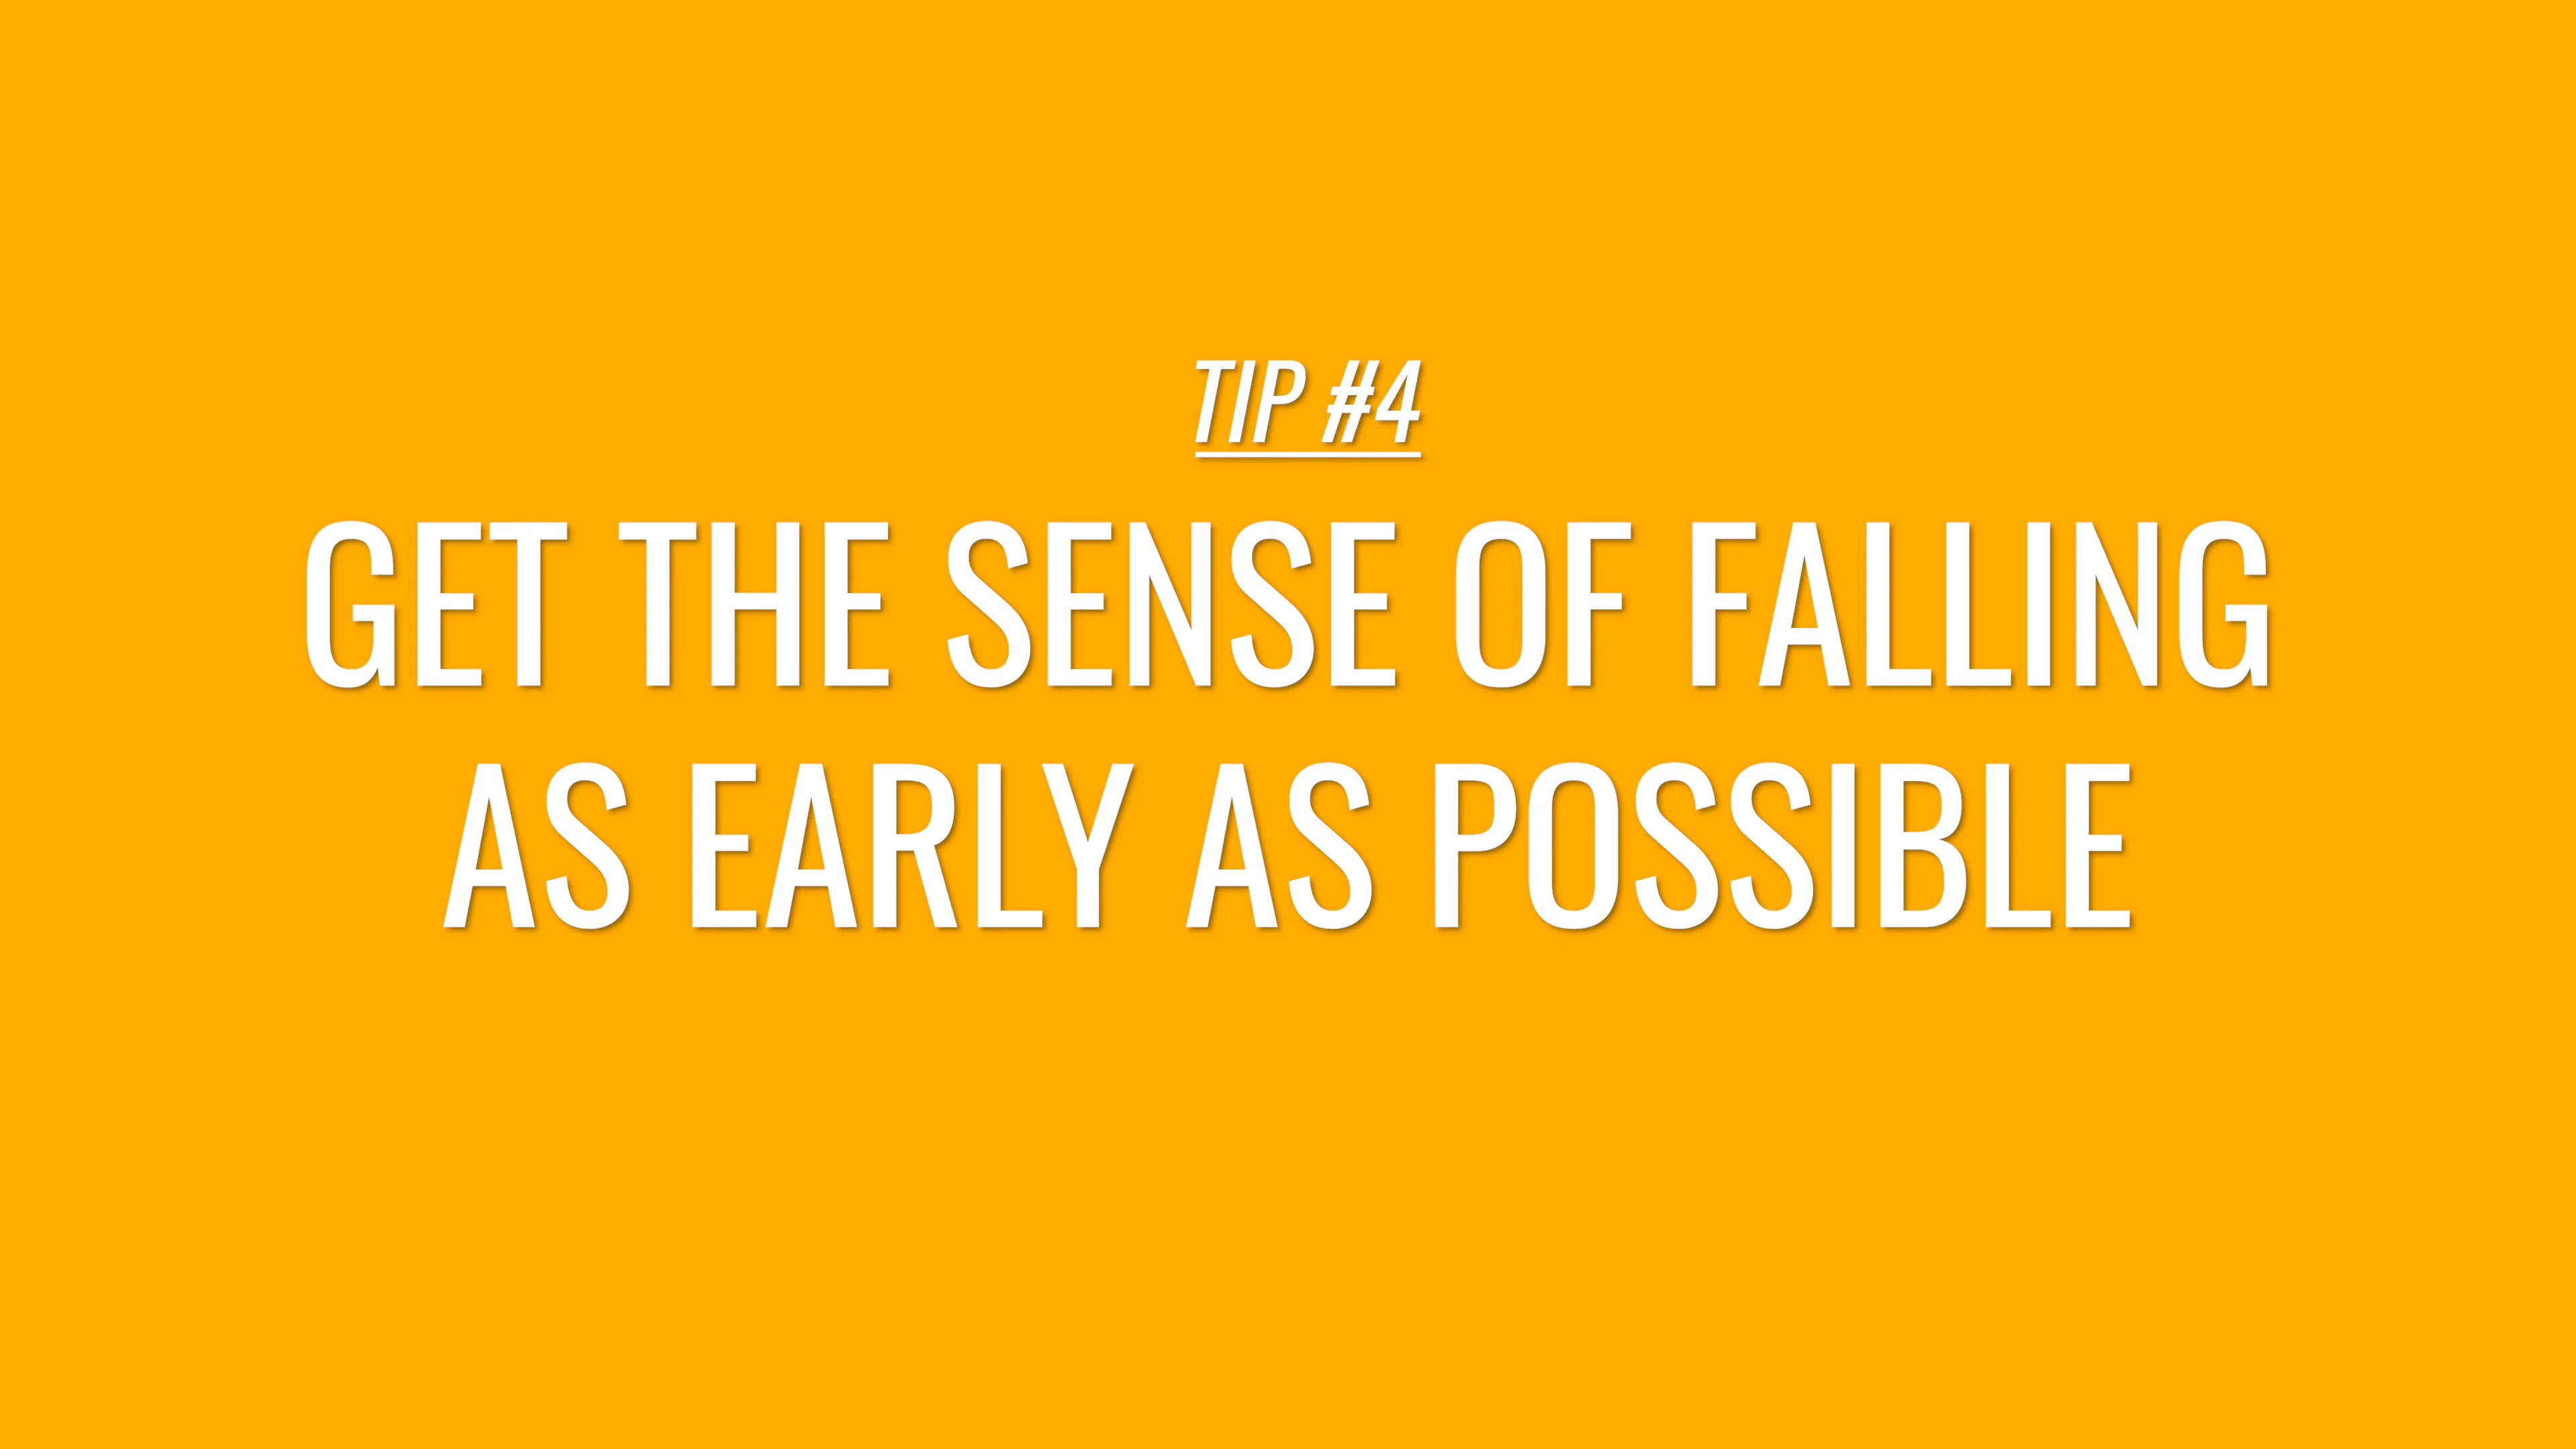 TIP #4
GET THE SENSE OF FALLING
AS EARLY AS POSSIBLE